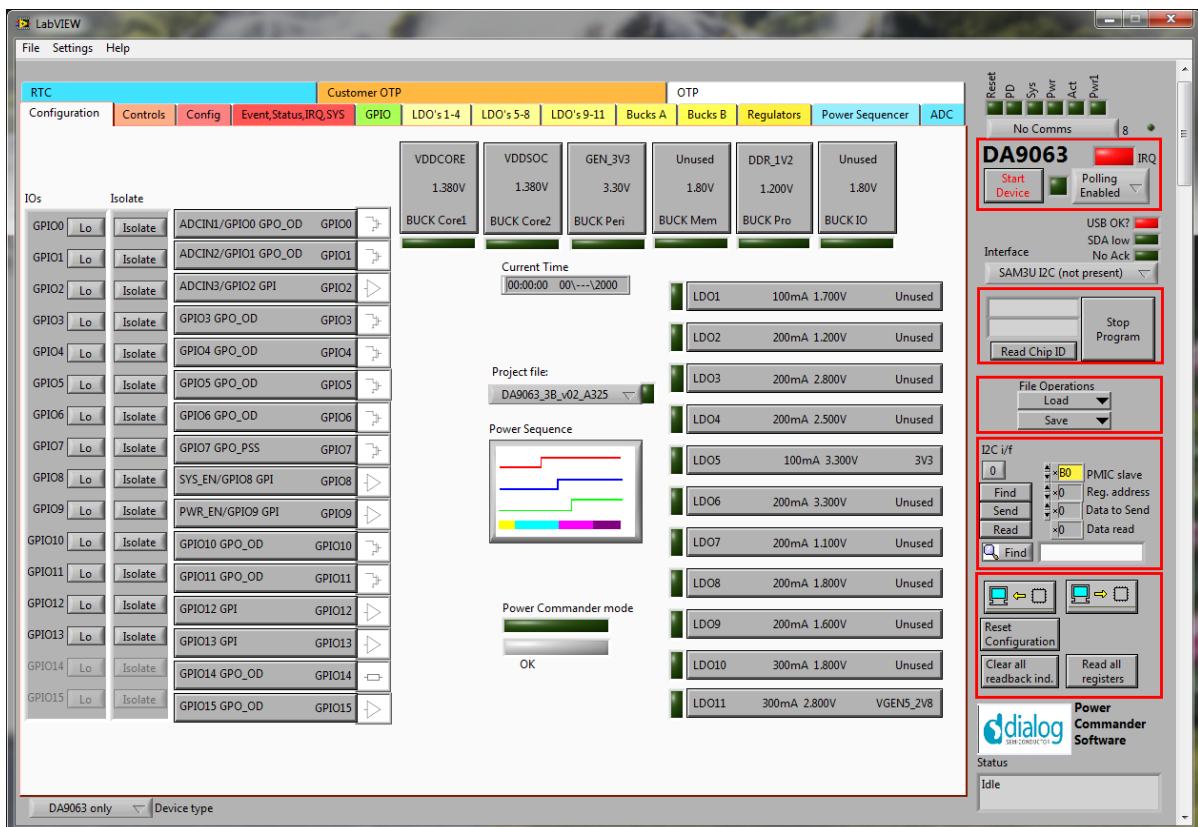 LabVIEW
File Settings Help
RTC Customer OTP OTP
Configuration Controls Config Event,Status,IRQ,SYS GPIO LDO's 1-4 LDO's 5-8 LDO's 9-11 Bucks A Bucks B Regulators Power Sequencer ADC
VDDCORE VDDSOC GEN_3V3 Unused DDR_1V2 Unused
1.380V 1.380V 3.30V 1.80V 1.200V 1.80V
BUCK Core1 BUCK Core2 BUCK Peri BUCK Mem BUCK Pro BUCK IO
IOs Isolate
GPIO0 Lo Isolate ADCIN1/GPIO0 GPO_OD GPIO0
GPIO1 Lo Isolate ADCIN2/GPIO1 GPO_OD GPIO1
GPIO2 Lo Isolate ADCIN3/GPIO2 GPI GPIO2
GPIO3 Lo Isolate GPIO3 GPO_OD GPIO3
GPIO4 Lo Isolate GPIO4 GPO_OD GPIO4
GPIO5 Lo Isolate GPIO5 GPO_OD GPIO5
GPIO6 Lo Isolate GPIO6 GPO_OD GPIO6
GPIO7 Lo Isolate GPIO7 GPO_PSS GPIO7
GPIO8 Lo Isolate SYS_EN/GPIO8 GPI GPIO8
GPIO9 Lo Isolate PWR_EN/GPIO9 GPI GPIO9
GPIO10 Lo Isolate GPIO10 GPO_OD GPIO10
GPIO11 Lo Isolate GPIO11 GPO_OD GPIO11
GPIO12 Lo Isolate GPIO12 GPI GPIO12
GPIO13 Lo Isolate GPIO13 GPI GPIO13
GPIO14 Lo Isolate GPIO14 GPO_OD GPIO14
GPIO15 Lo Isolate GPIO15 GPO_OD GPIO15
Current Time
00:00:00 00\---\2000
Project file:
DA9063_3B_v02_A325
Power Sequence
Power Commander mode
OK
LDO1 100mA 1.700V Unused
LDO2 200mA 1.200V Unused
LDO3 200mA 2.800V Unused
LDO4 200mA 2.500V Unused
LDO5 100mA 3.300V 3V3
LDO6 200mA 3.300V Unused
LDO7 200mA 1.100V Unused
LDO8 200mA 1.800V Unused
LDO9 200mA 1.600V Unused
LDO10 300mA 1.800V Unused
LDO11 300mA 2.800V VGEN5_2V8
DA9063 only Device type
Reset PD Sys Pwr Act Pwr1
No Comms 8
DA9063 IRQ
Start Device
Polling Enabled
USB OK?
SDA low
Interface No Ack
SAM3U I2C (not present)
Stop Program
Read Chip ID
File Operations
Load
Save
I2C i/f
0 ×B0 PMIC slave
Find ×0 Reg. address
Send ×0 Data to Send
Read ×0 Data read
Find
Reset Configuration
Clear all readback ind.
Read all registers
dialog
SEMICONDUCTOR
Power
Commander
Software
Status
Idle